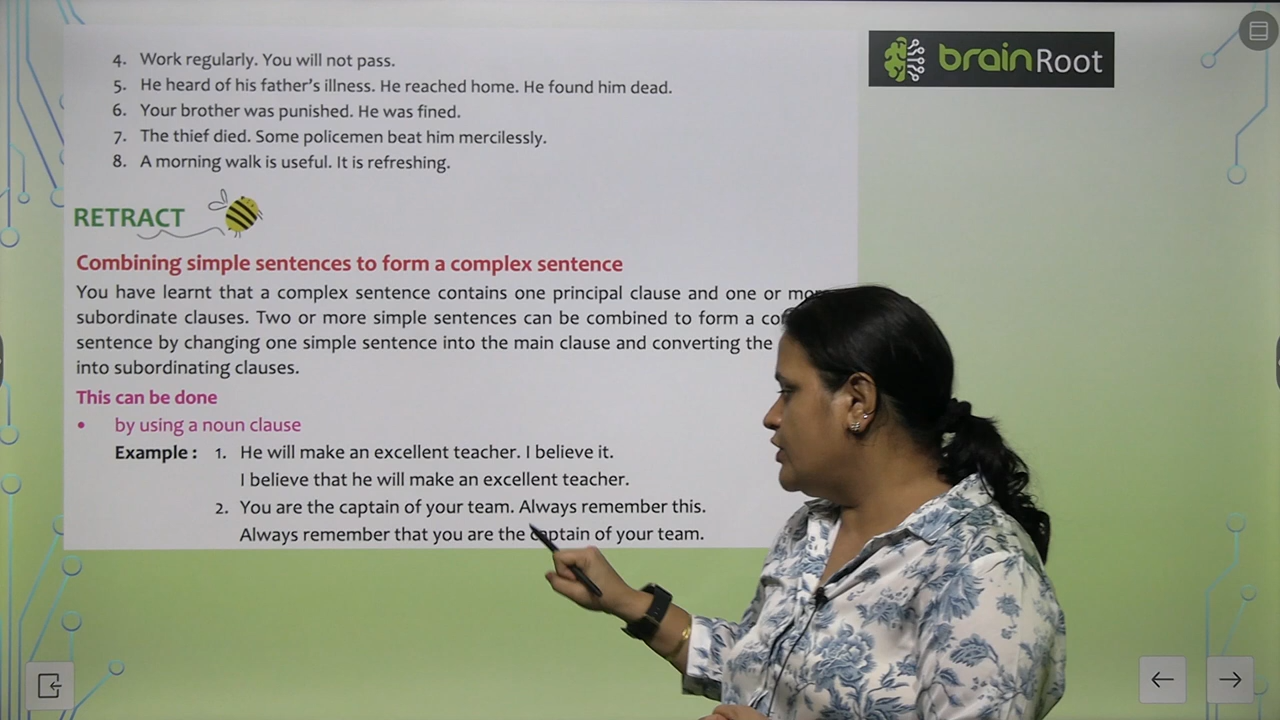 brainRoot
4. Work regularly. You will not pass.
5. He heard of his father's illness. He reached home. He found him dead.
6. Your brother was punished. He was fined.
7. The thief died. Some policemen beat him mercilessly.
8. A morning walk is useful. It is refreshing.
RETRACT
Combining simple sentences to form a complex sentence
You have learnt that a complex sentence contains one principal clause and one or
subordinate clauses. Two or more simple sentences can be combined to form a
sentence by changing one simple sentence into the main clause and converting the
into subordinating clauses.
This can be done
• by using a noun clause
Example : 1. He will make an excellent teacher. I believe it.
I believe that he will make an excellent teacher.
2. You are the captain of your team. Always remember this.
Always remember that you are the captain of your team.